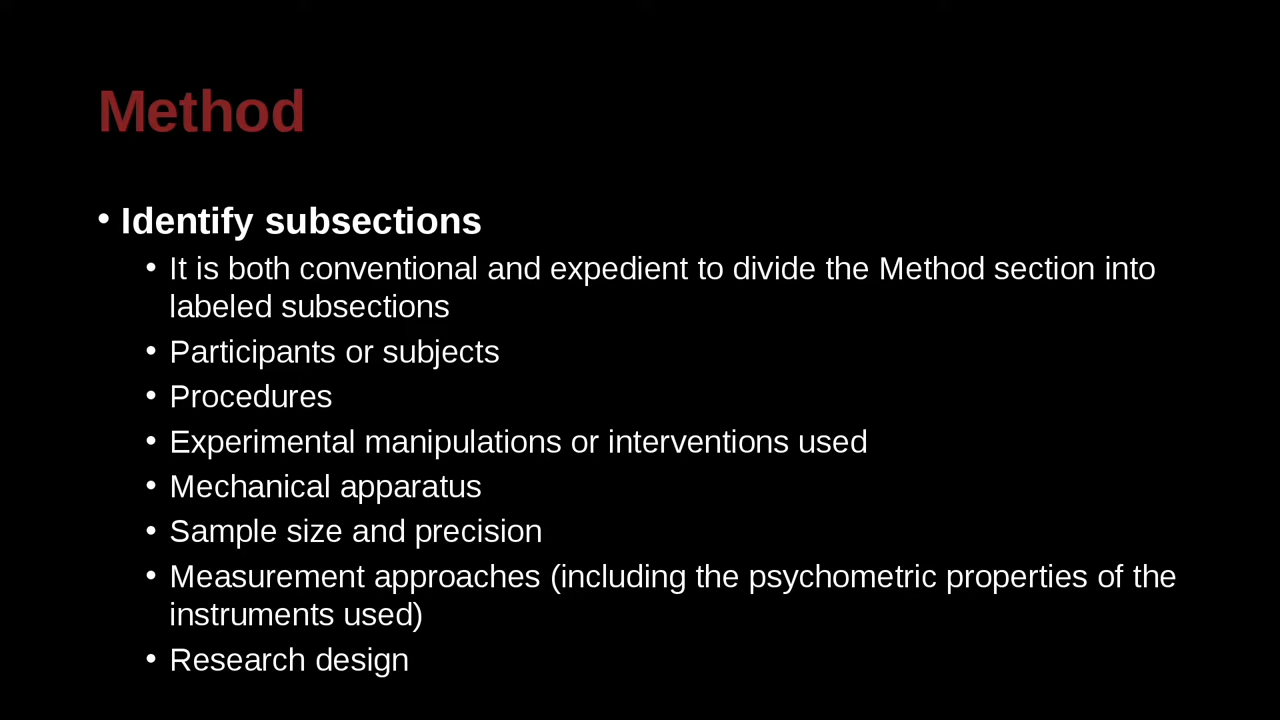 Method
• Identify subsections
• It is both conventional and expedient to divide the Method section into
labeled subsections
• Participants or subjects
• Procedures
• Experimental manipulations or interventions used
• Mechanical apparatus
• Sample size and precision
• Measurement approaches (including the psychometric properties of the
instruments used)
• Research design